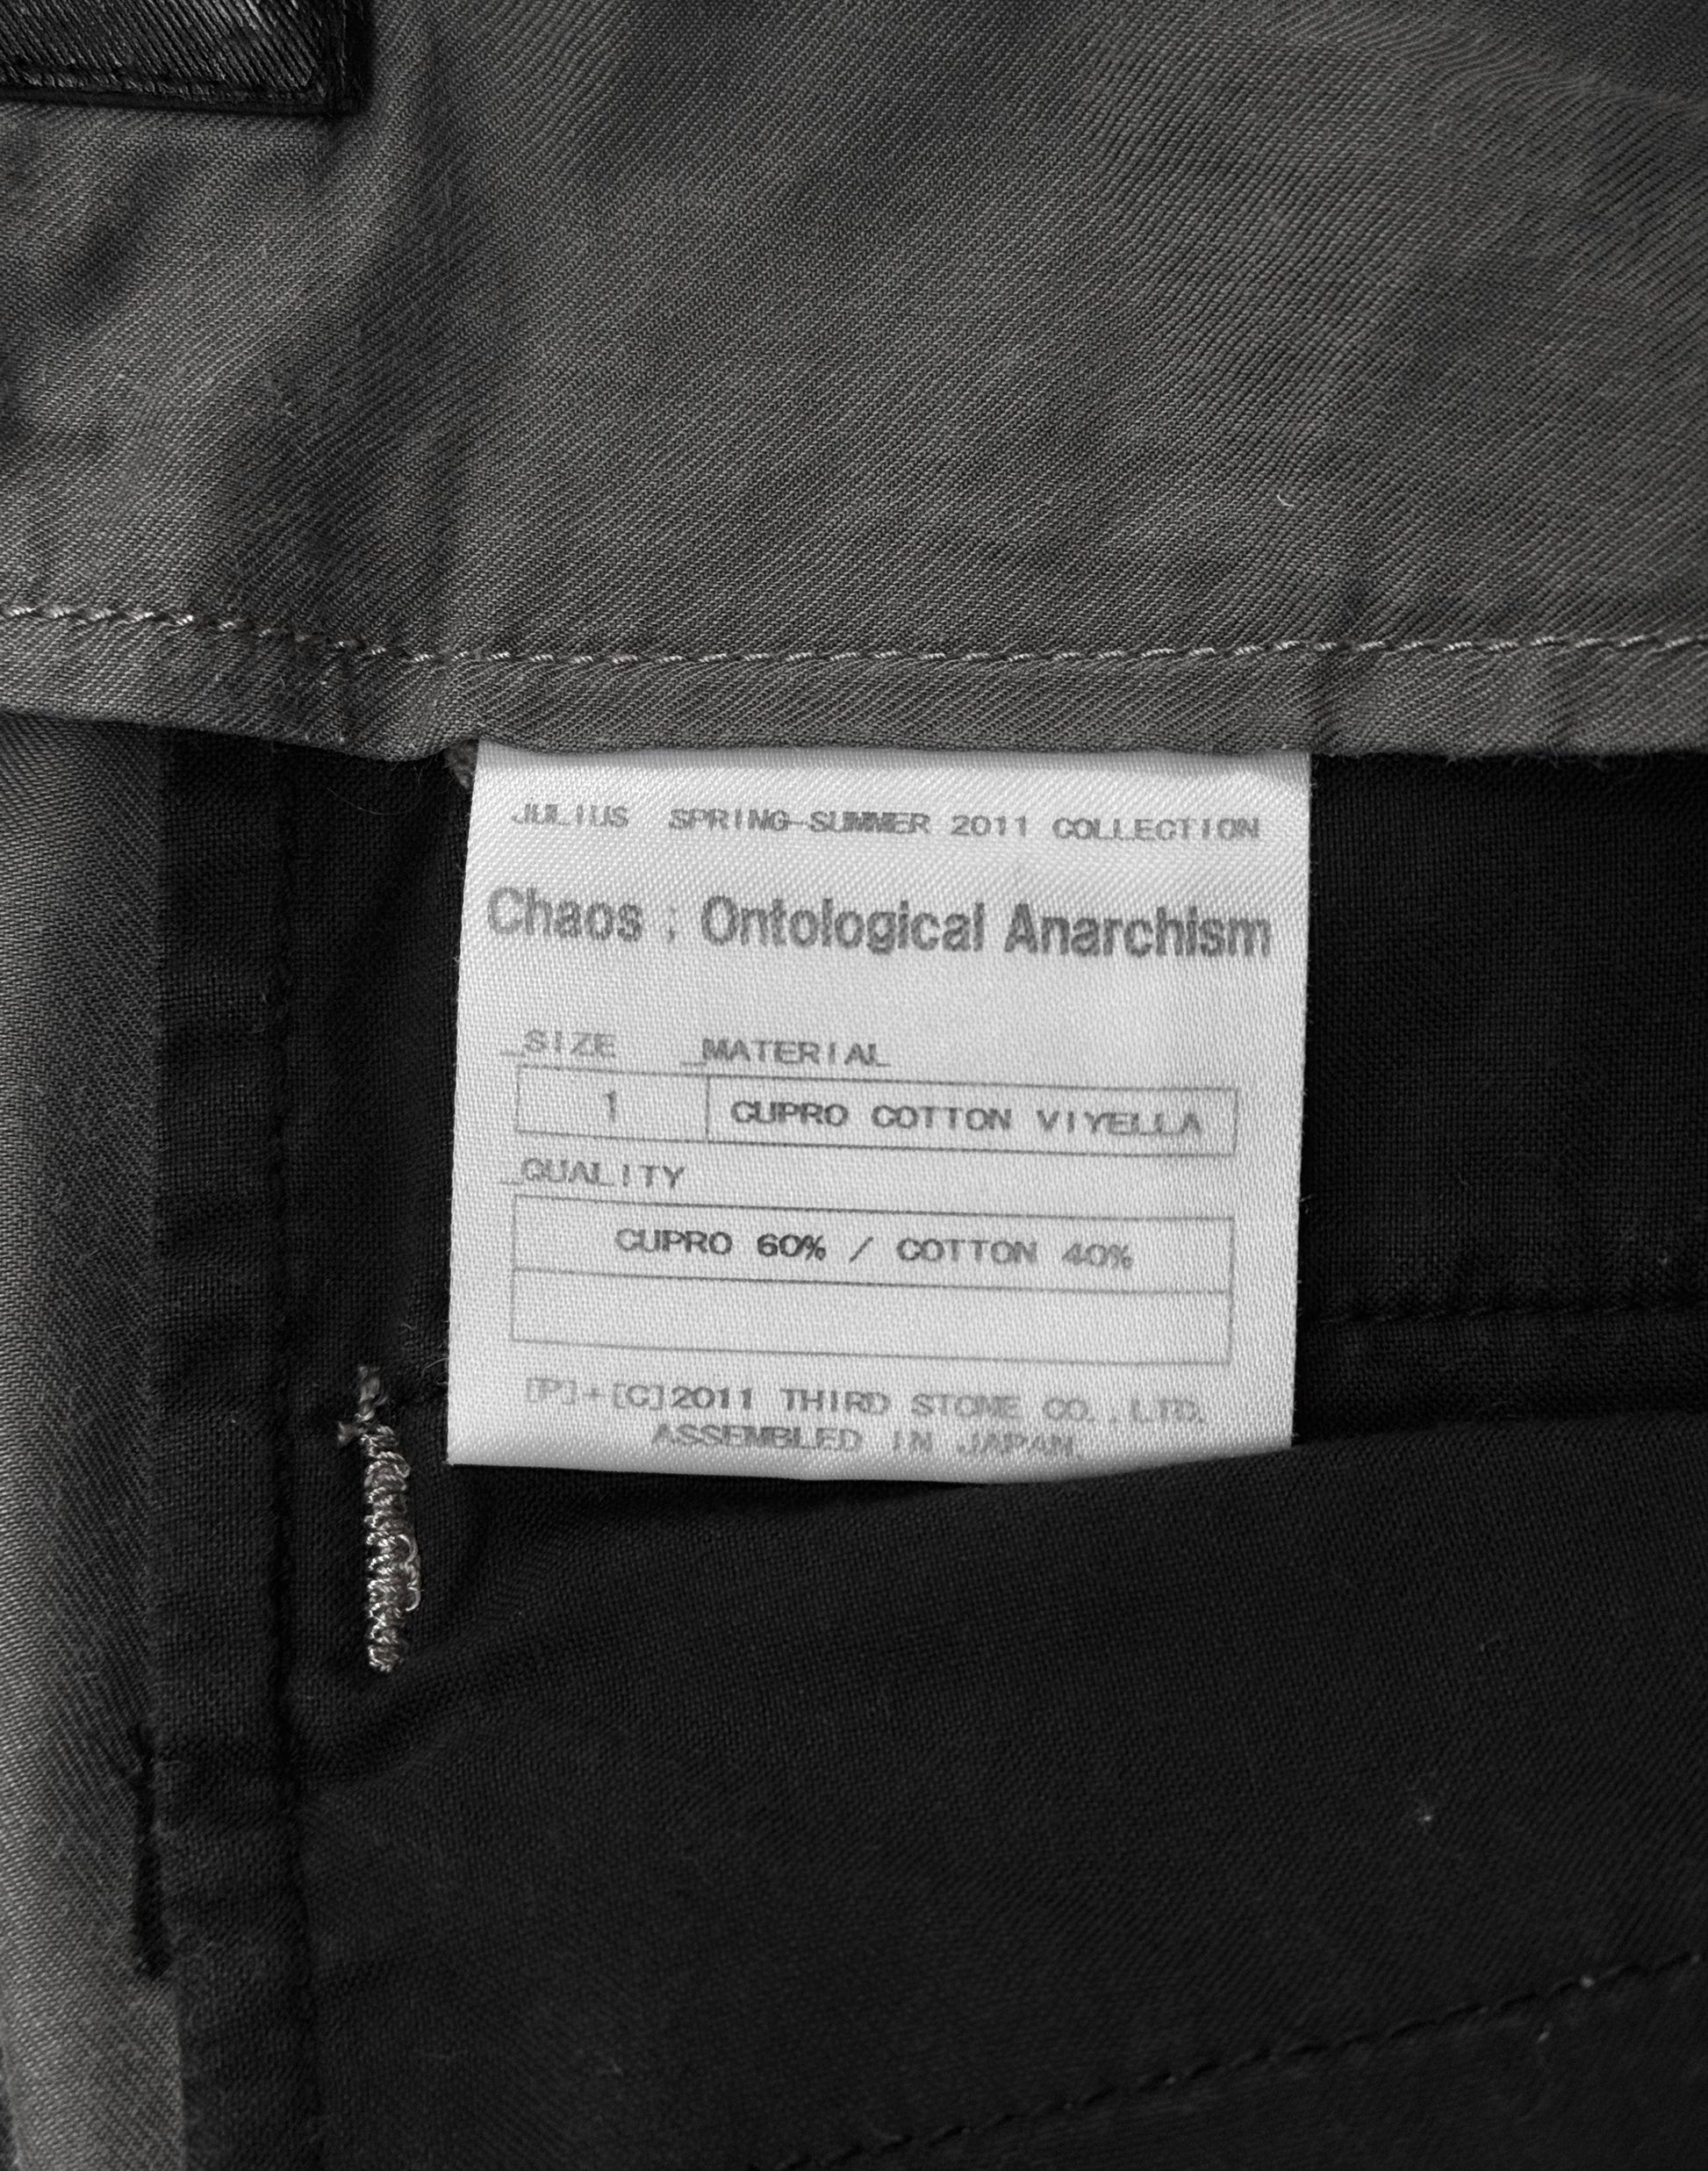 JULIUS SPRING-SUMMER 2011 COLLECTION
Chaos ; Ontological Anarchism
_SIZE _MATERIAL
1 CUPRO COTTON VIYELLA
_QUALITY
CUPRO 60% / COTTON 40%
[P]+[C]2011 THIRD STONE CO.,LTD.
ASSEMBLED IN JAPAN.